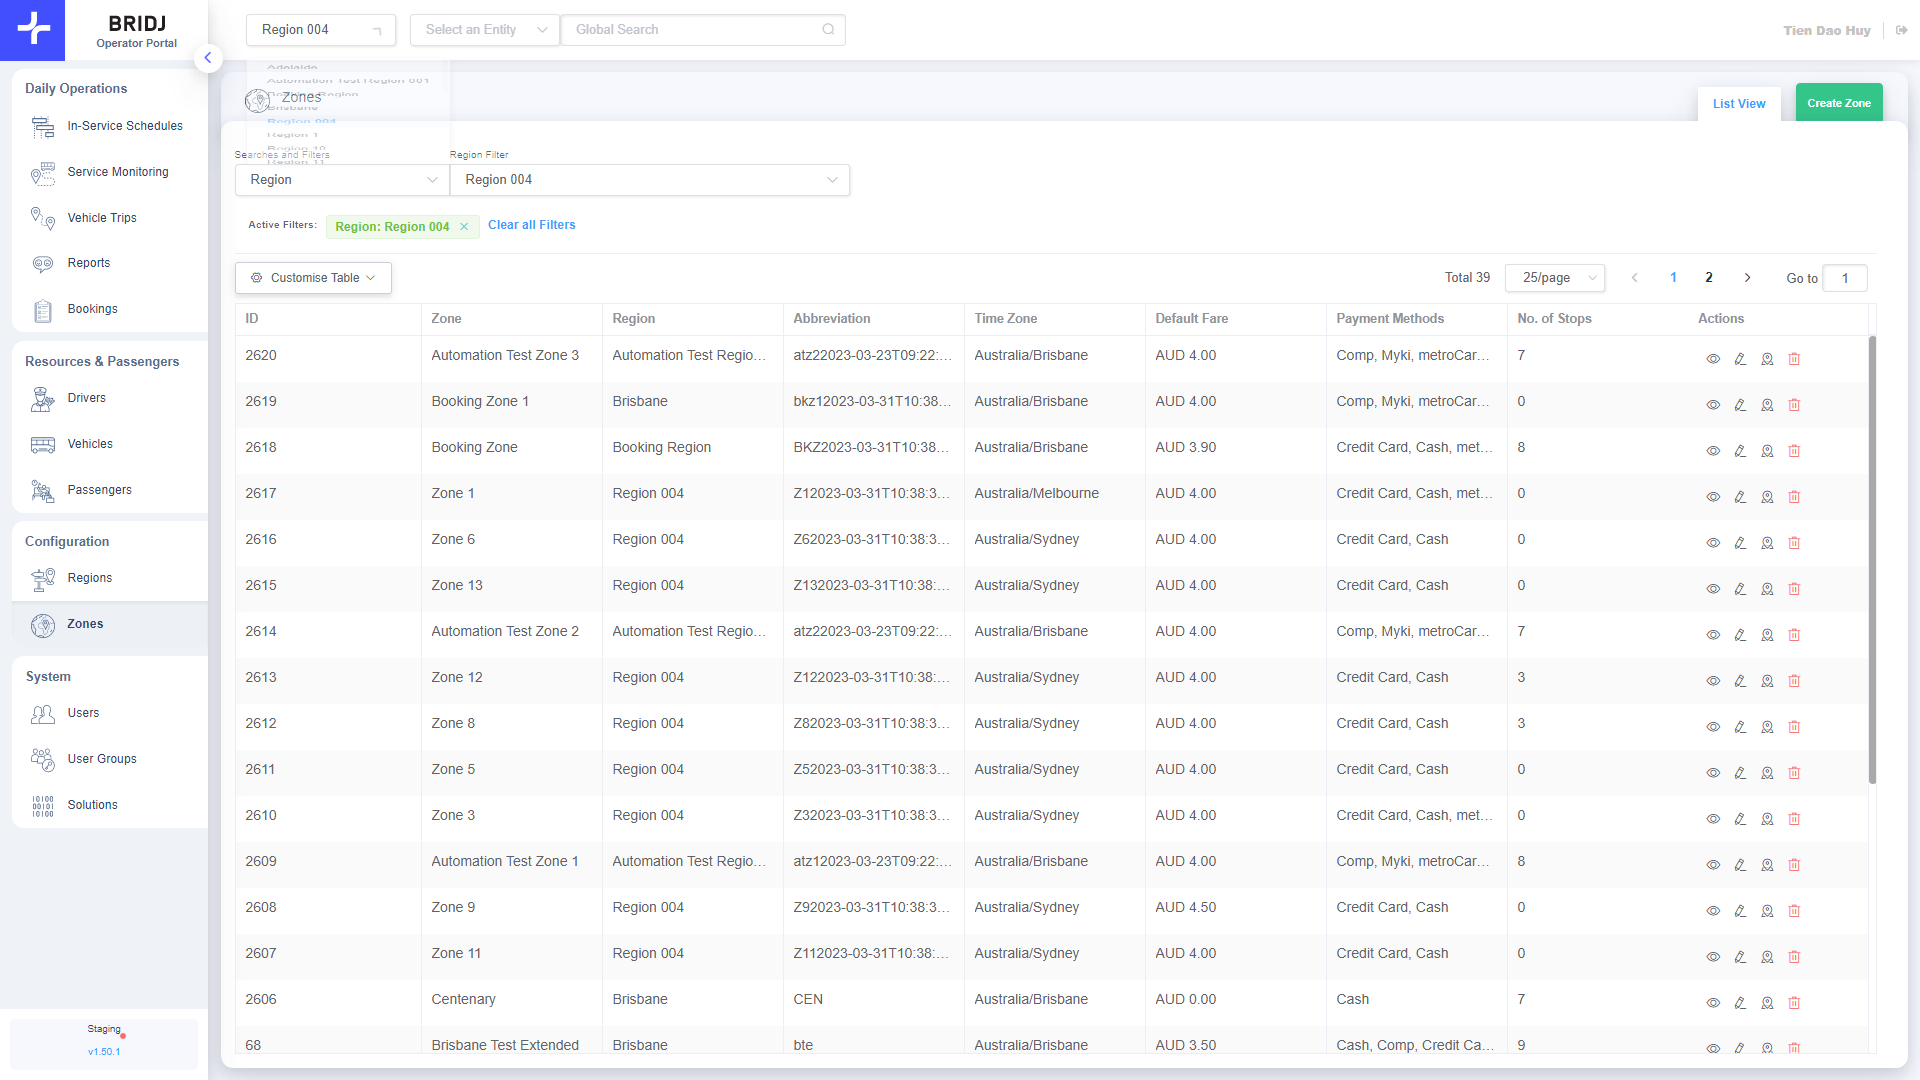 BRIDJ
Operator Portal
Region 004
Select an Entity
Global Search
Tien Dao Huy
Daily Operations
In-Service Schedules
Service Monitoring
Vehicle Trips
Reports
Bookings
Resources & Passengers
Drivers
Vehicles
Passengers
Configuration
Regions
Zones
System
Users
User Groups
Solutions
Staging
v1.50.1
Adelaide
Automation Test Region 001
Booking Region
Brisbane
Region 004
Region 1
Region 10
Region 11
Zones
List View
Create Zone
Searches and Filters
Region Filter
Region
Region 004
Active Filters: Region: Region 004 Clear all Filters
Customise Table
Total 39 25/page 1 2 Go to 1
ID Zone Region Abbreviation Time Zone Default Fare Payment Methods No. of Stops Actions
2620 Automation Test Zone 3 Automation Test Regio... atz22023-03-23T09:22:... Australia/Brisbane AUD 4.00 Comp, Myki, metroCar... 7
2619 Booking Zone 1 Brisbane bkz12023-03-31T10:38... Australia/Brisbane AUD 4.00 Comp, Myki, metroCar... 0
2618 Booking Zone Booking Region BKZ2023-03-31T10:38... Australia/Brisbane AUD 3.90 Credit Card, Cash, met... 8
2617 Zone 1 Region 004 Z12023-03-31T10:38:3... Australia/Melbourne AUD 4.00 Credit Card, Cash, met... 0
2616 Zone 6 Region 004 Z62023-03-31T10:38:3... Australia/Sydney AUD 4.00 Credit Card, Cash 0
2615 Zone 13 Region 004 Z132023-03-31T10:38:... Australia/Sydney AUD 4.00 Credit Card, Cash 0
2614 Automation Test Zone 2 Automation Test Regio... atz22023-03-23T09:22:... Australia/Brisbane AUD 4.00 Comp, Myki, metroCar... 7
2613 Zone 12 Region 004 Z122023-03-31T10:38:... Australia/Sydney AUD 4.00 Credit Card, Cash 3
2612 Zone 8 Region 004 Z82023-03-31T10:38:3... Australia/Sydney AUD 4.00 Credit Card, Cash 3
2611 Zone 5 Region 004 Z52023-03-31T10:38:3... Australia/Sydney AUD 4.00 Credit Card, Cash 0
2610 Zone 3 Region 004 Z32023-03-31T10:38:3... Australia/Sydney AUD 4.00 Credit Card, Cash, met... 0
2609 Automation Test Zone 1 Automation Test Regio... atz12023-03-23T09:22:... Australia/Brisbane AUD 4.00 Comp, Myki, metroCar... 8
2608 Zone 9 Region 004 Z92023-03-31T10:38:3... Australia/Sydney AUD 4.50 Credit Card, Cash 0
2607 Zone 11 Region 004 Z112023-03-31T10:38:... Australia/Sydney AUD 4.00 Credit Card, Cash 0
2606 Centenary Brisbane CEN Australia/Brisbane AUD 0.00 Cash 7
68 Brisbane Test Extended Brisbane bte Australia/Brisbane AUD 3.50 Cash, Comp, Credit Ca... 9